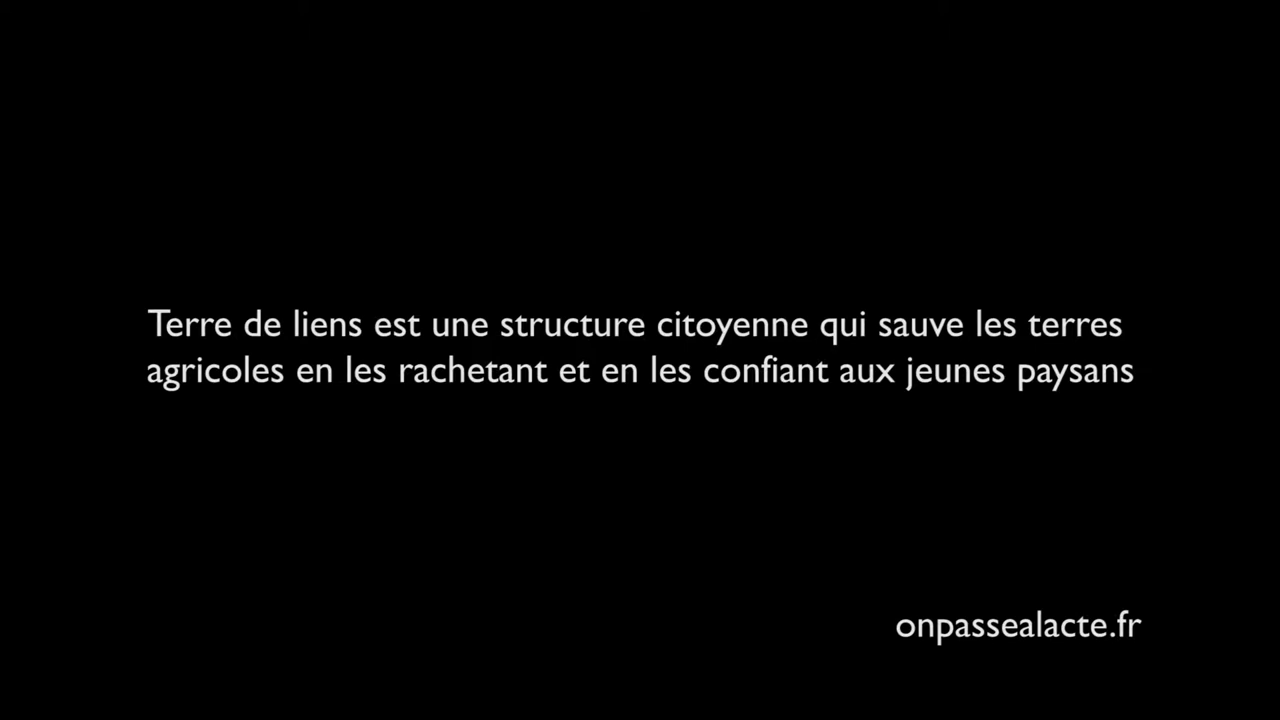 Terre de liens est une structure citoyenne qui sauve les terres
agricoles en les rachetant et en les confiant aux jeunes paysans
onpassealacte.fr